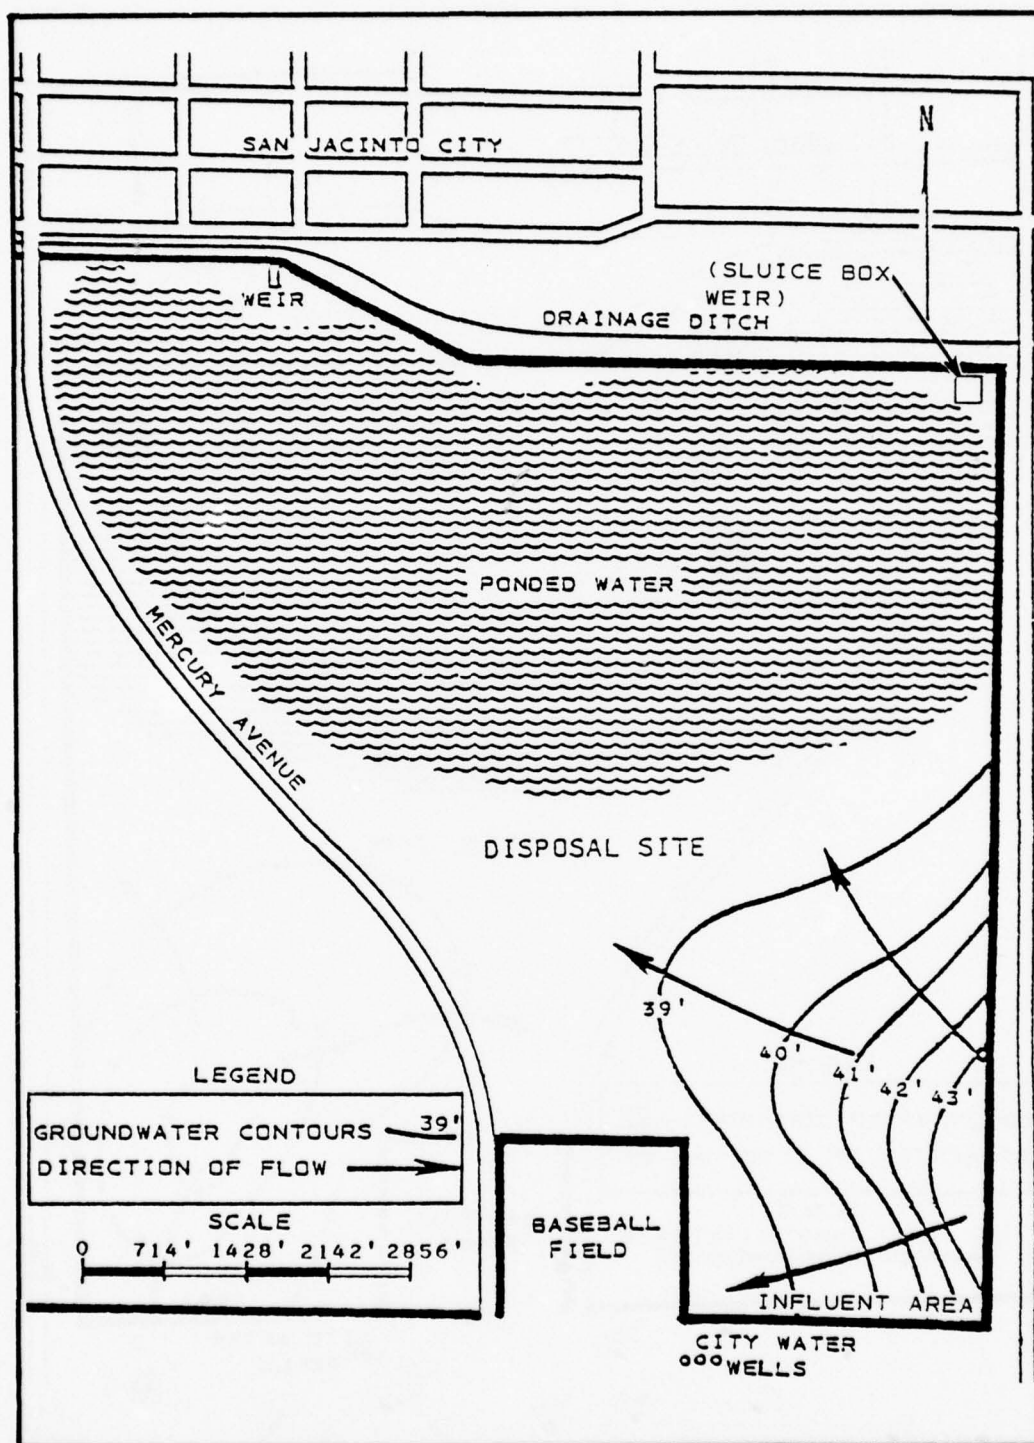 SAN JACINTO CITY
N
(SLUICE BOX
WEIR)
WEIR
DRAINAGE DITCH
PONDED WATER
MERCURY AVENUE
DISPOSAL SITE
39'
40'
41'
42'
43'
LEGEND
GROUNDWATER CONTOURS 39'
DIRECTION OF FLOW
SCALE
0 714' 1428' 2142' 2856'
BASEBALL
FIELD
INFLUENT AREA
CITY WATER
WELLS